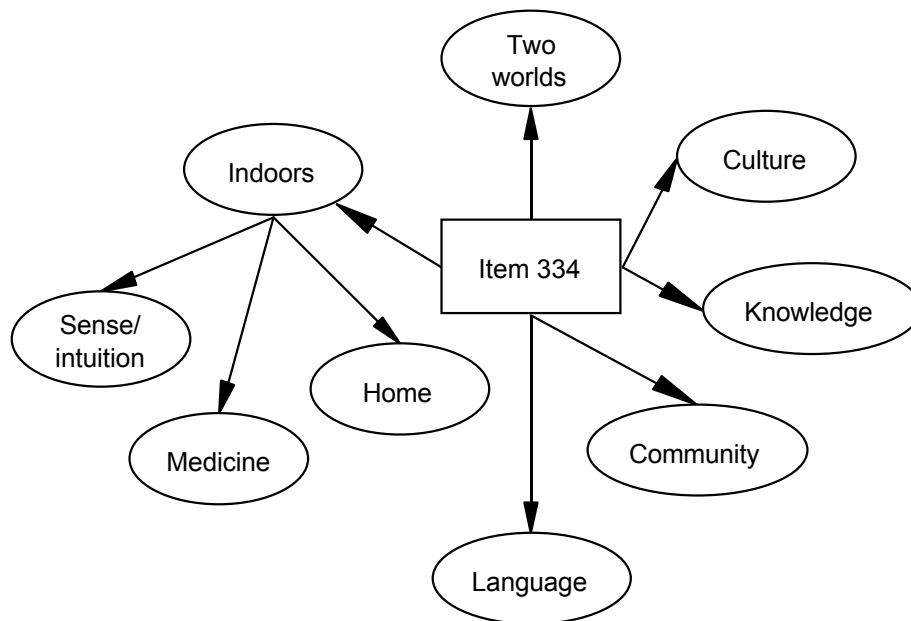 Two
worlds
Culture
Indoors
Item 334
Knowledge
Sense/
intuition
Home
Community
Medicine
Language